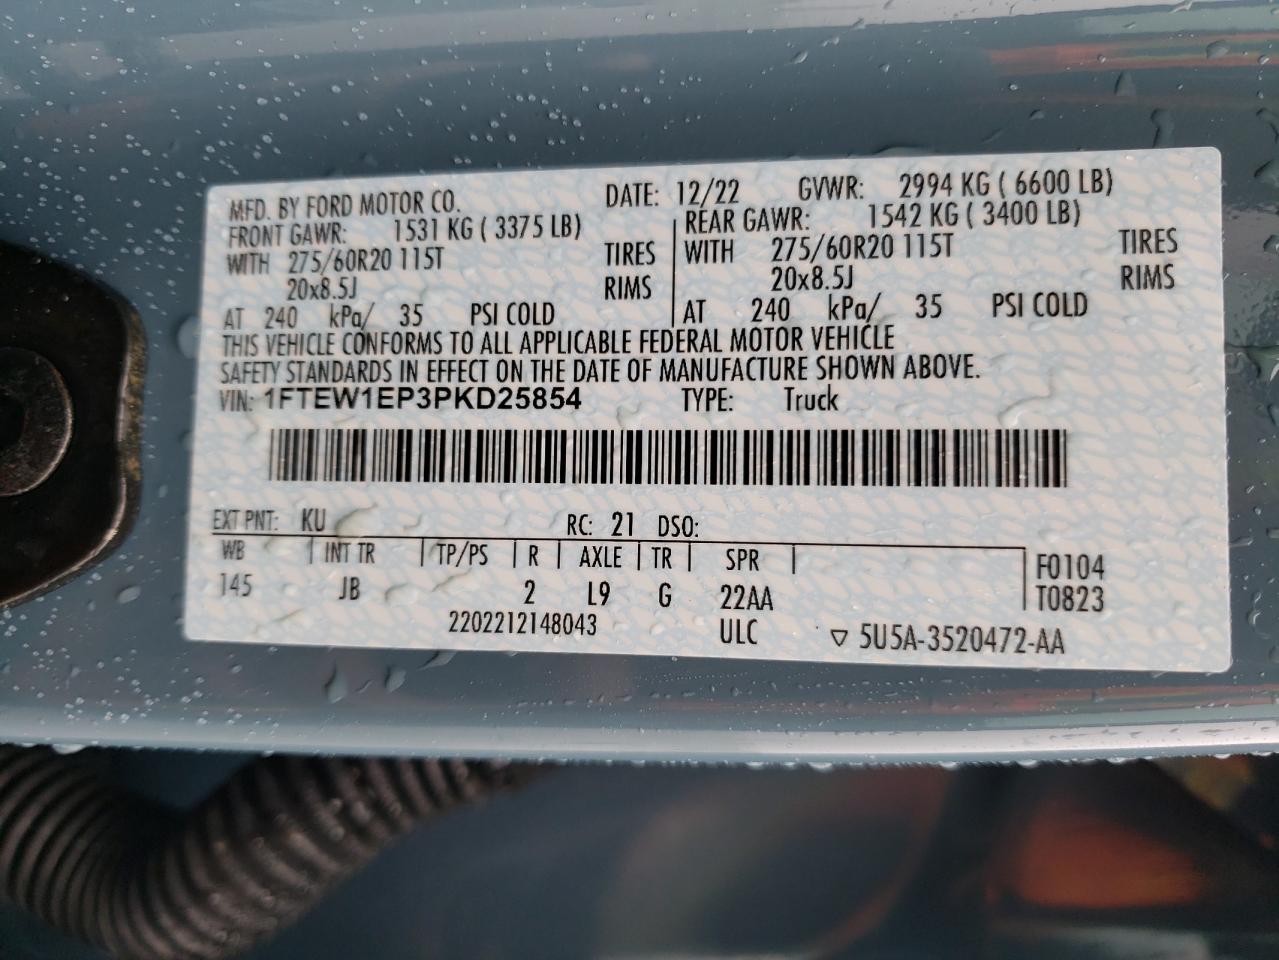 MFD. BY FORD MOTOR CO. DATE: 12/22 GVWR: 2994 KG ( 6600 LB)
FRONT GAWR: 1531 KG ( 3375 LB) REAR GAWR: 1542 KG ( 3400 LB)
WITH 275/60R20 115T TIRES WITH 275/60R20 115T TIRES
20x8.5J RIMS 20x8.5J RIMS
AT 240 kPa/ 35 PSI COLD AT 240 kPa/ 35 PSI COLD
THIS VEHICLE CONFORMS TO ALL APPLICABLE FEDERAL MOTOR VEHICLE
SAFETY STANDARDS IN EFFECT ON THE DATE OF MANUFACTURE SHOWN ABOVE.
VIN: 1FTEW1EP3PKD25854 TYPE: Truck
EXT PNT: KU RC: 21 DSO:
WB INT TR TP/PS R AXLE TR SPR F0104
145 JB 2 L9 G 22AA T0823
2202212148043 ULC ▽ 5U5A-3520472-AA